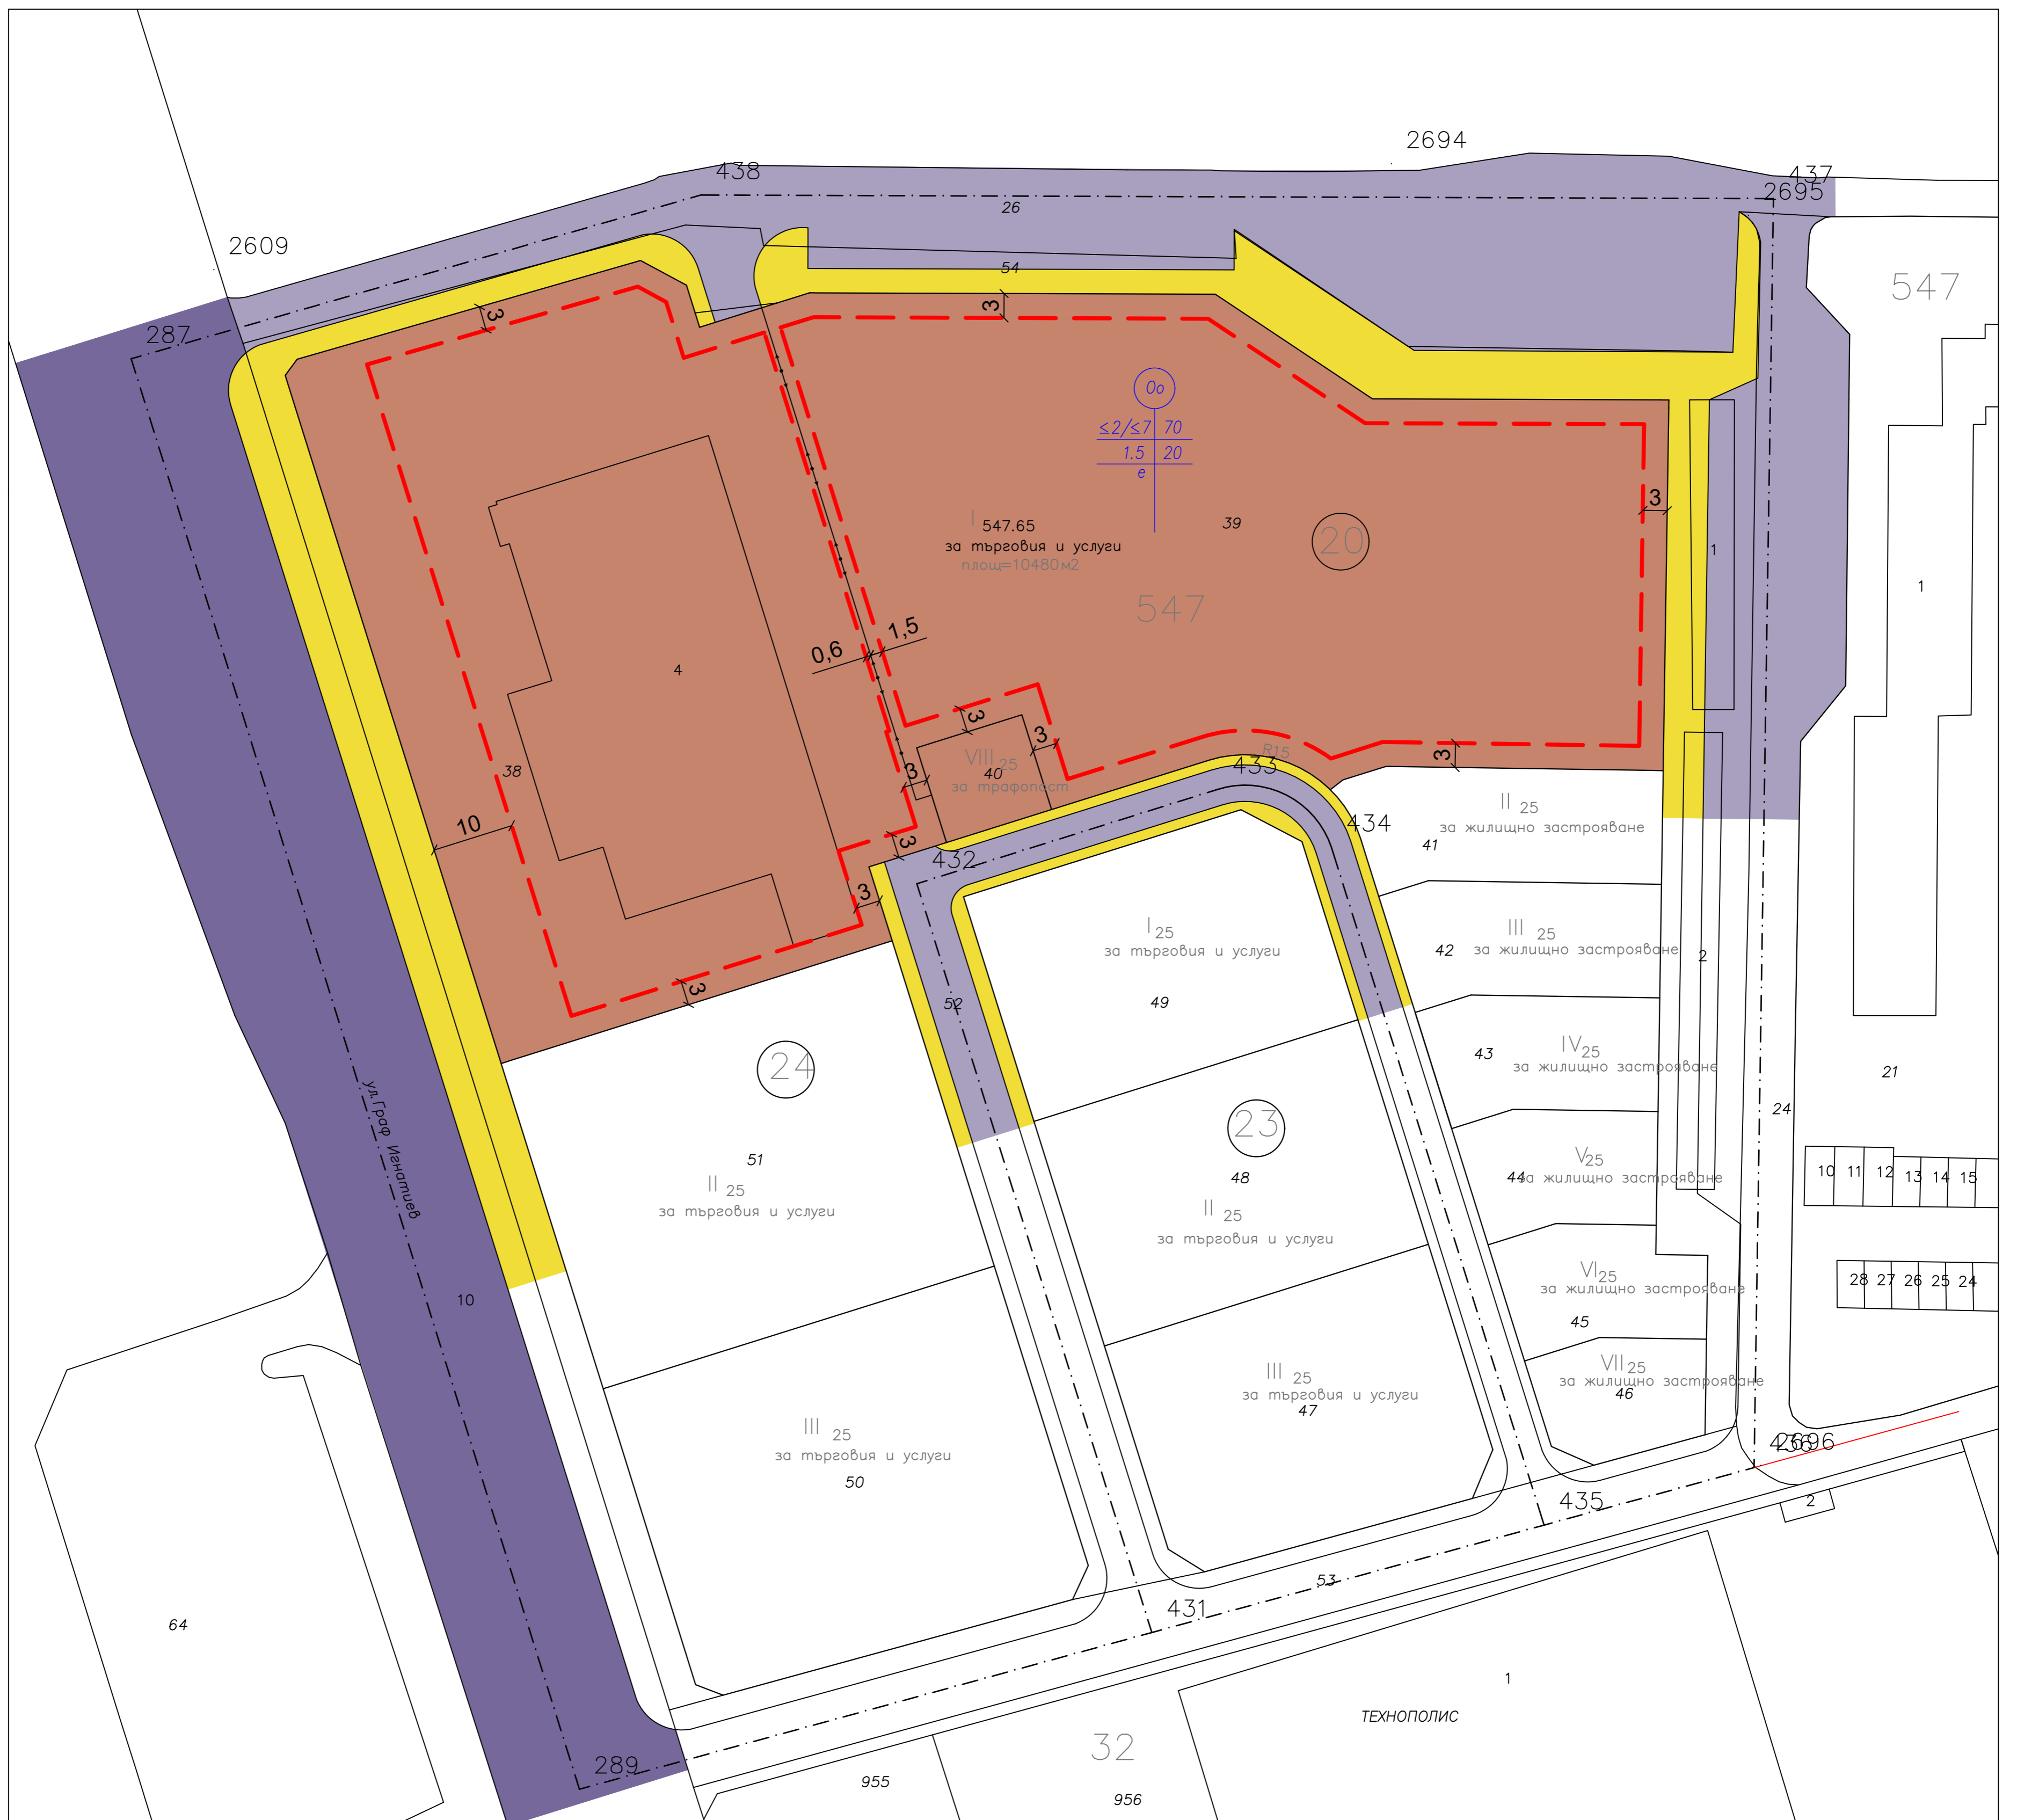 2694
438
437
2695
26
2609
54
547
287
3
3
Оо
≤2/≤7 70
1.5 20
е
3
I 547.65
39
20
за търговия и услуги
площ=10480м2
1
1
547
1,5
0,6
4
3
3
3
R15
VIII 25
433
38
40
3
за трафопост
II 25
10
434
за жилищно застрояване
3
432
41
3
I 25
III 25
за търговия и услуги
42
за жилищно застрояване
2
3
52
49
IV 25
43
за жилищно застрояване
24
21
ул.Граф Игнатиев
24
23
51
V 25
II 25
48
44
за жилищно застрояване
10 11 12 13 14 15
за търговия и услуги
II 25
за търговия и услуги
VI 25
28 27 26 25 24
10
за жилищно застрояване
45
III 25
VII 25
за търговия и услуги
за жилищно застрояване
47
46
III 25
за търговия и услуги
436
2696
50
435
2
53
431
64
1
ТЕХНОПОЛИС
32
289
955
956